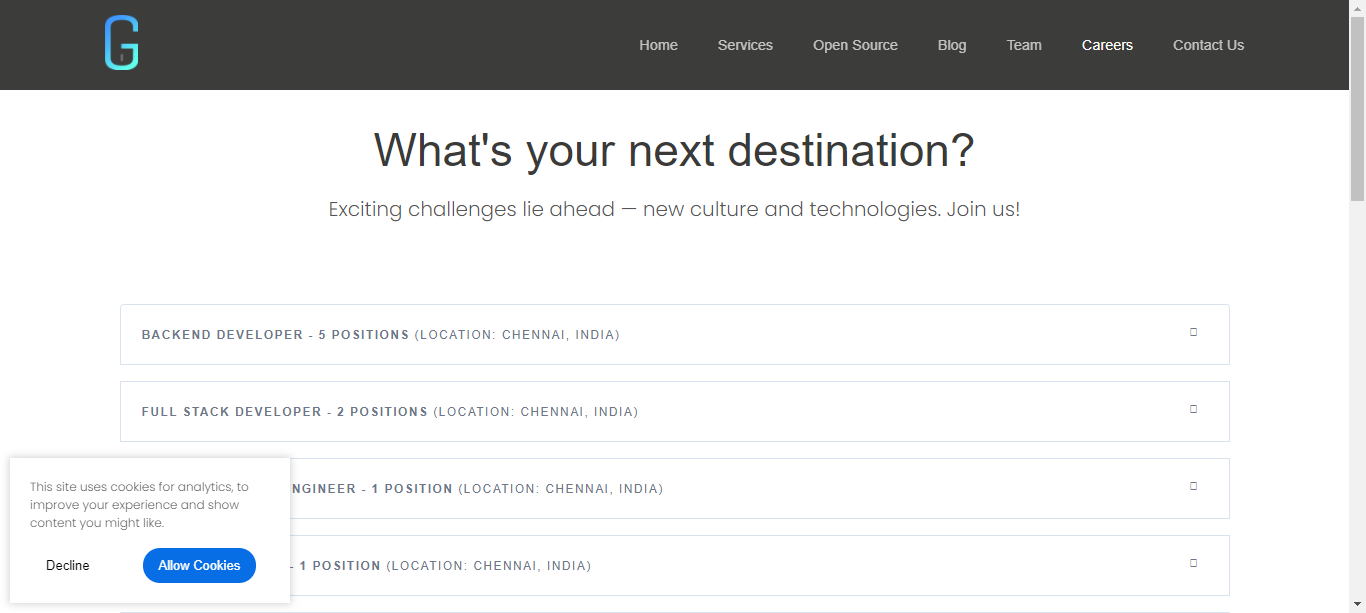 G
Home Services Open Source Blog Team Careers Contact Us
What's your next destination?
Exciting challenges lie ahead — new culture and technologies. Join us!
BACKEND DEVELOPER - 5 POSITIONS (LOCATION: CHENNAI, INDIA)
FULL STACK DEVELOPER - 2 POSITIONS (LOCATION: CHENNAI, INDIA)
NGINEER - 1 POSITION (LOCATION: CHENNAI, INDIA)
- 1 POSITION (LOCATION: CHENNAI, INDIA)
This site uses cookies for analytics, to
improve your experience and show
content you might like.
Decline Allow Cookies